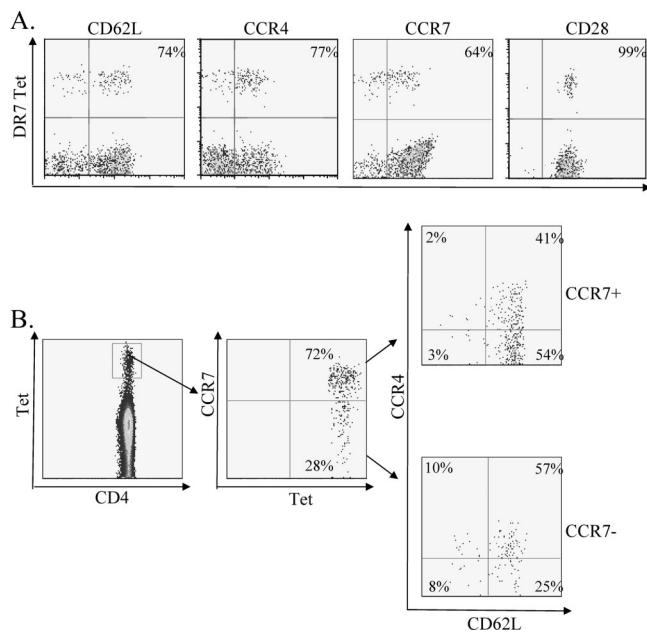 A.
CD62L CCR4 CCR7 CD28
74% 77% 64% 99%
DR7 Tet
B.
Tet
CD4
CCR7
72%
28%
Tet
CCR4
2% 41%
3% 54%
CCR7+
10% 57%
8% 25%
CCR7-
CD62L